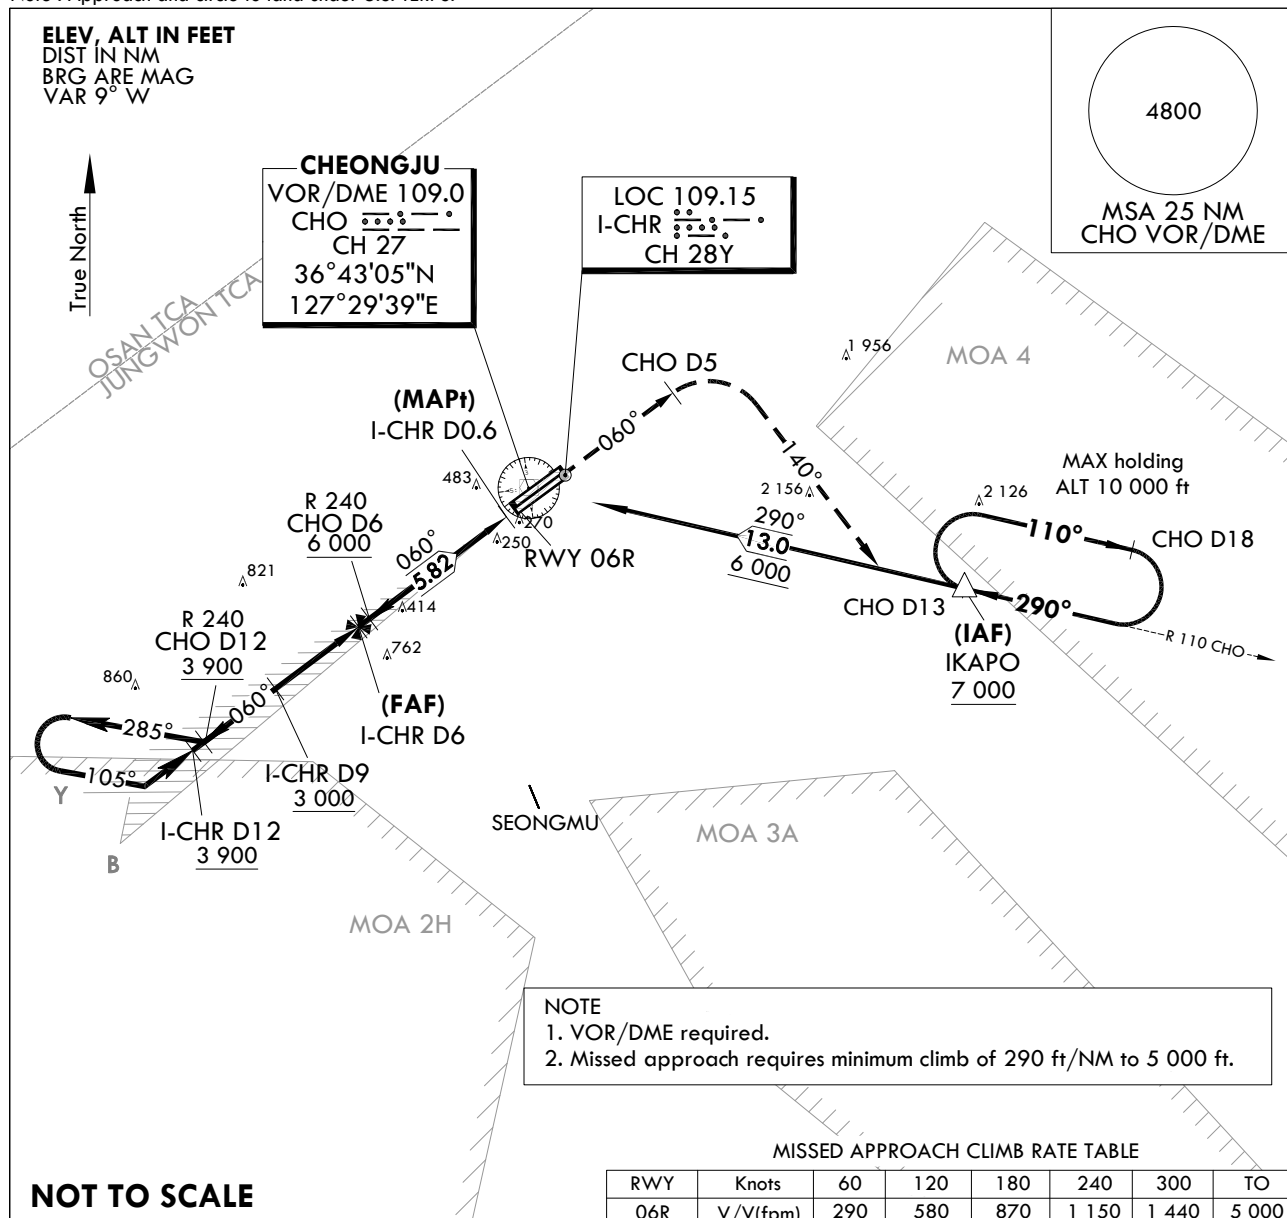 ELEV, ALT IN FEET
DIST IN NM
BRG ARE MAG
VAR 9° W
True North
4800
MSA 25 NM
CHO VOR/DME
CHEONGJU
VOR/DME 109.0
CHO
CH 27
36°43'05"N
127°29'39"E
LOC 109.15
I-CHR
CH 28Y
OSAN TCA
JUNGWON TCA
1 956
MOA 4
CHO D5
(MAPt)
I-CHR D0.6
060°
140°
MAX holding
ALT 10 000 ft
483
2 156
2 126
R 240
CHO D6
6 000
270
250
290°
13.0
6 000
110°
CHO D18
060°
5.82
RWY 06R
821
414
CHO D13
290°
R 110 CHO
(IAF)
IKAPO
7 000
R 240
CHO D12
3 900
762
860
060°
(FAF)
I-CHR D6
285°
105°
I-CHR D9
3 000
Y
I-CHR D12
3 900
B
SEONGMU
MOA 3A
MOA 2H
NOTE
1. VOR/DME required.
2. Missed approach requires minimum climb of 290 ft/NM to 5 000 ft.
MISSED APPROACH CLIMB RATE TABLE
RWY Knots 60 120 180 240 300 TO
06R V/V(fpm) 290 580 870 1 150 1 440 5 000
NOT TO SCALE